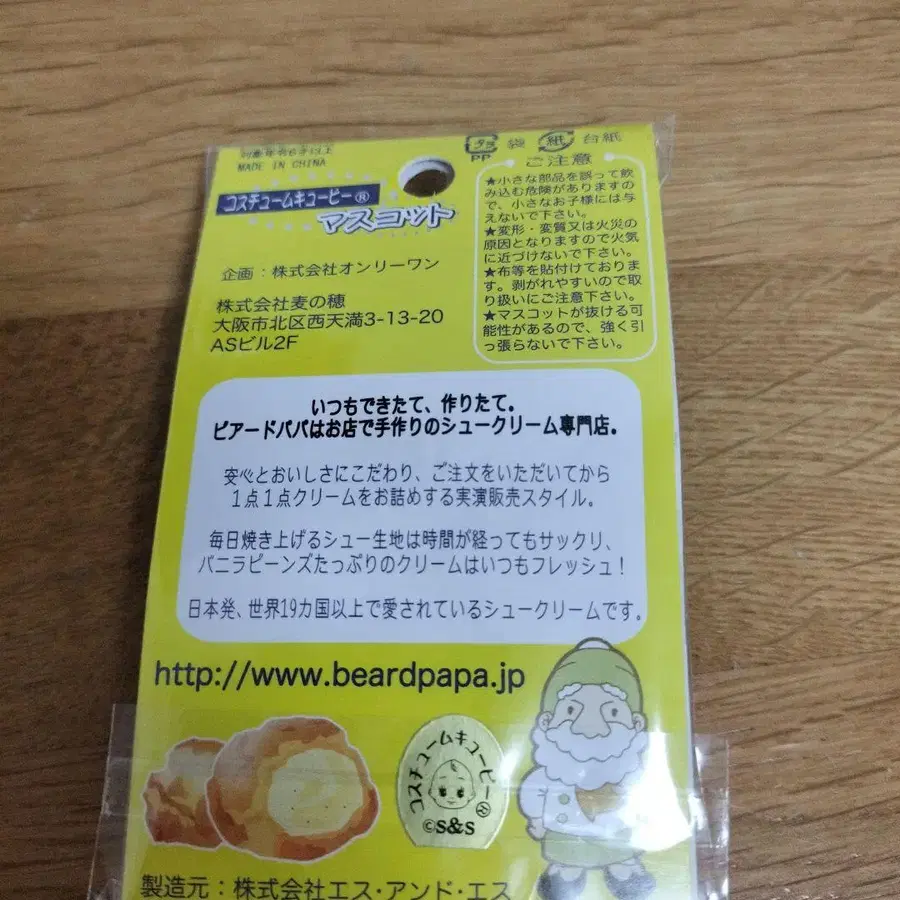 対象年令6才以上
MADE IN CHINA
コスチュームキューピー®
マスコット
企画：株式会社オンリーワン
株式会社麦の穂
大阪市北区西天満3-13-20
ASビル2F
プラ
PP
袋
紙
台紙
ご注意
★小さな部品を誤って飲
み込む危険がありますの
で、小さなお子様には与
えないで下さい。
★変形・変質又は火災の
原因となりますので火気
に近づけないで下さい。
★布等を貼付けておりま
す。剥がれやすいので取
り扱いにご注意下さい。
★マスコットが抜ける可
能性があるので、強く引
っ張らないで下さい。
いつもできたて、作りたて。
ビアードパパはお店で手作りのシュークリーム専門店。
安心とおいしさにこだわり、ご注文をいただいてから
1点1点クリームをお詰めする実演販売スタイル。
毎日焼き上げるシュー生地は時間が経ってもサックリ、
バニラビーンズたっぷりのクリームはいつもフレッシュ！
日本発、世界19カ国以上で愛されているシュークリームです。
http://www.beardpapa.jp
コスチュームキューピー®
©S&S
製造元：株式会社エス・アンド・エス